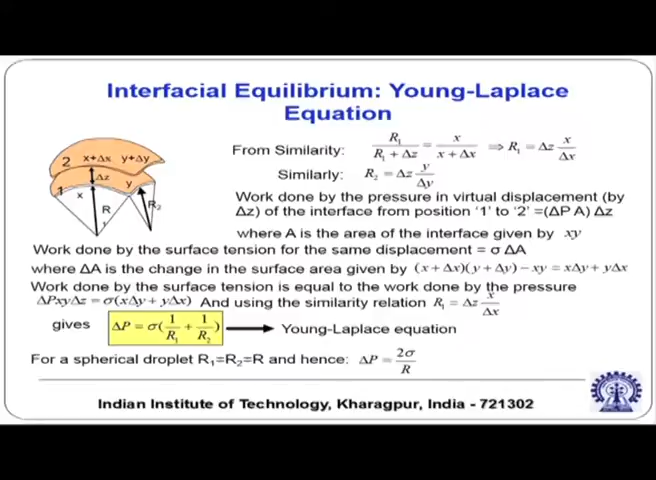 Interfacial Equilibrium: Young-Laplace
Equation
2 x+Δx y+Δy
Δz
1 x y
R1 R2
From Similarity: R₁/(R₁ + Δz) = x/(x + Δx) ⇒ R₁ = Δz x/Δx
Similarly: R₂ = Δz y/Δy
Work done by the pressure in virtual displacement (by
Δz) of the interface from position '1' to '2' =(ΔP A) Δz
where A is the area of the interface given by xy
Work done by the surface tension for the same displacement = σ ΔA
where ΔA is the change in the surface area given by (x + Δx)(y + Δy) − xy = xΔy + yΔx
Work done by the surface tension is equal to the work done by the pressure
ΔPxyΔz = σ(xΔy + yΔx) And using the similarity relation R₁ = Δz x/Δx
gives ΔP = σ(1/R₁ + 1/R₂) Young-Laplace equation
For a spherical droplet R₁=R₂=R and hence: ΔP = 2σ/R
Indian Institute of Technology, Kharagpur, India - 721302